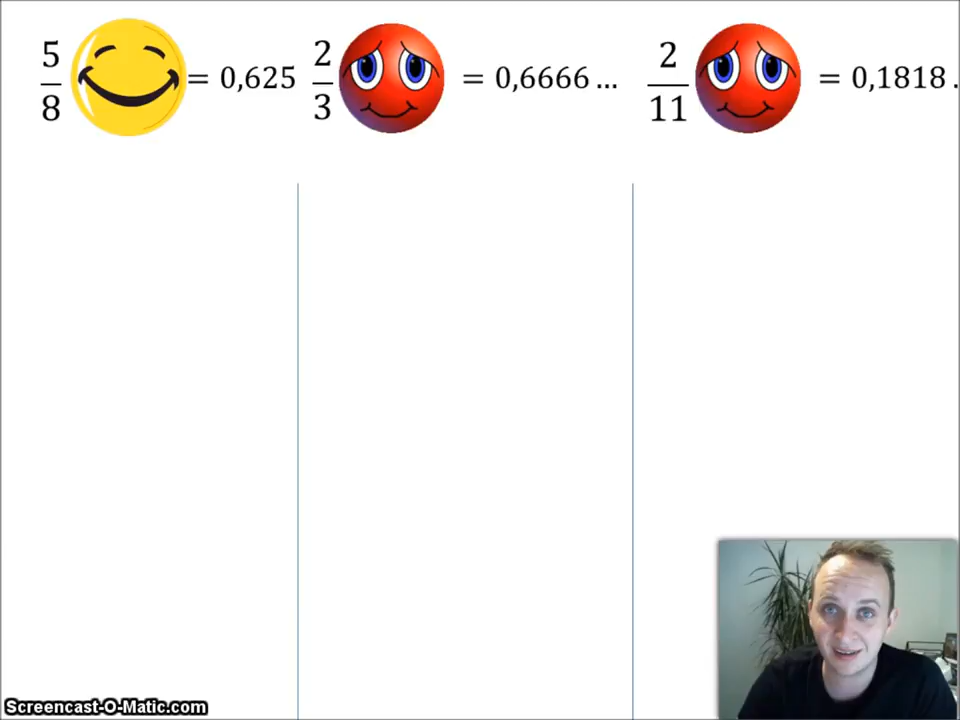 5/8 = 0,625
2/3 = 0,6666...
2/11 = 0,1818 .
Screencast-O-Matic.com